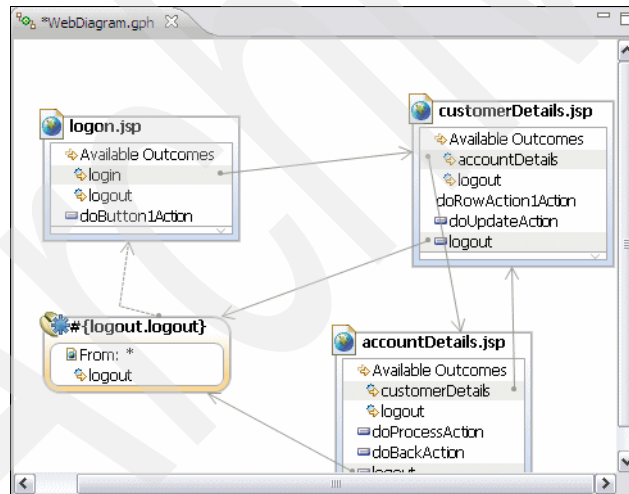 *WebDiagram.gph
logon.jsp
Available Outcomes
login
logout
doButton1Action
customerDetails.jsp
Available Outcomes
accountDetails
logout
doRowAction1Action
doUpdateAction
logout
#{logout.logout}
From: *
logout
accountDetails.jsp
Available Outcomes
customerDetails
logout
doProcessAction
doBackAction
logout